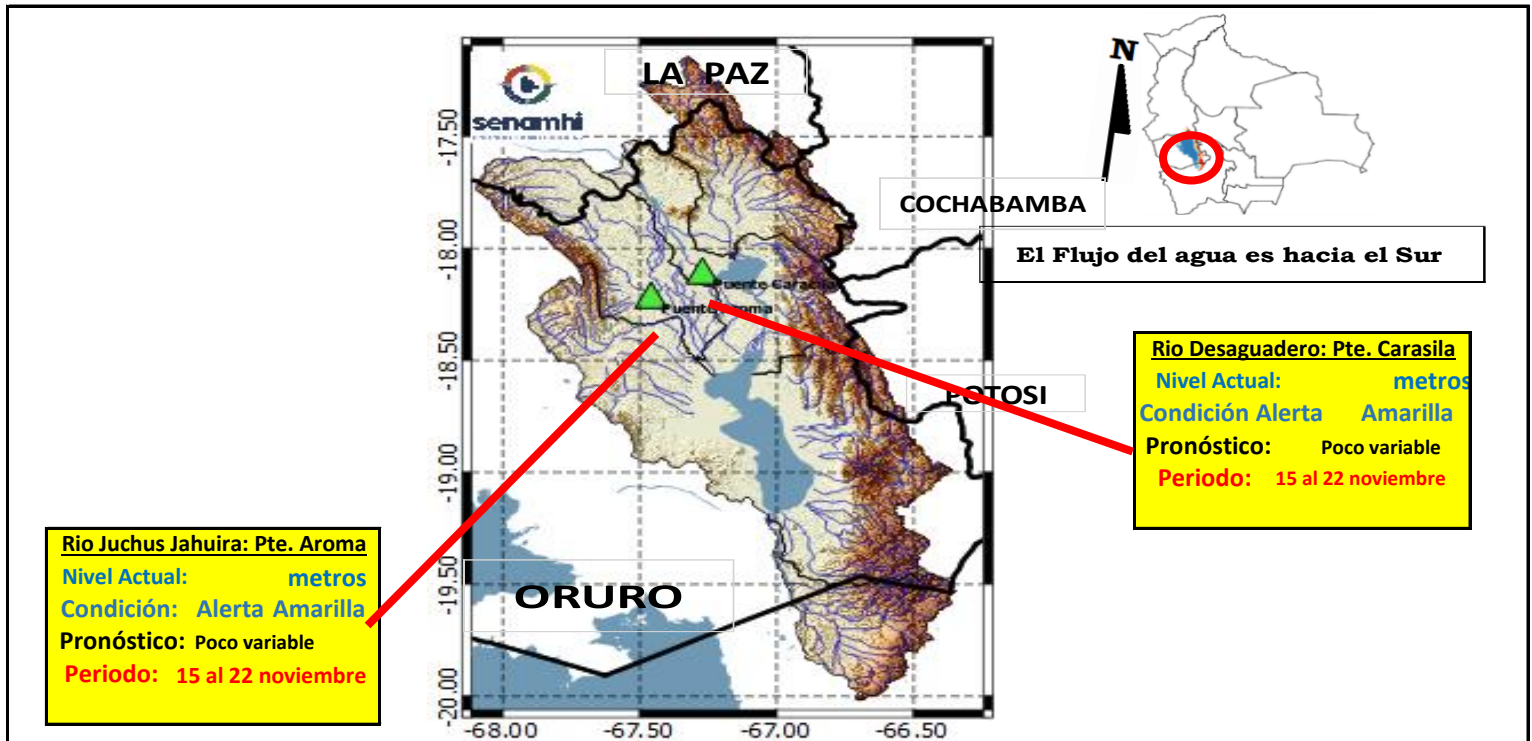 LA PAZ
N
senamhi
COCHABAMBA
El Flujo del agua es hacia el Sur
Puente Caracila
Puente Aroma
POTOSI
Rio Desaguadero: Pte. Carasila
Nivel Actual: metros
Condición Alerta Amarilla
Pronóstico: Poco variable
Periodo: 15 al 22 noviembre
Rio Juchus Jahuira: Pte. Aroma
Nivel Actual: metros
Condición: Alerta Amarilla
Pronóstico: Poco variable
Periodo: 15 al 22 noviembre
ORURO
-17.50
-18.00
-18.50
-19.00
-19.50
-20.00
-68.00 -67.50 -67.00 -66.50